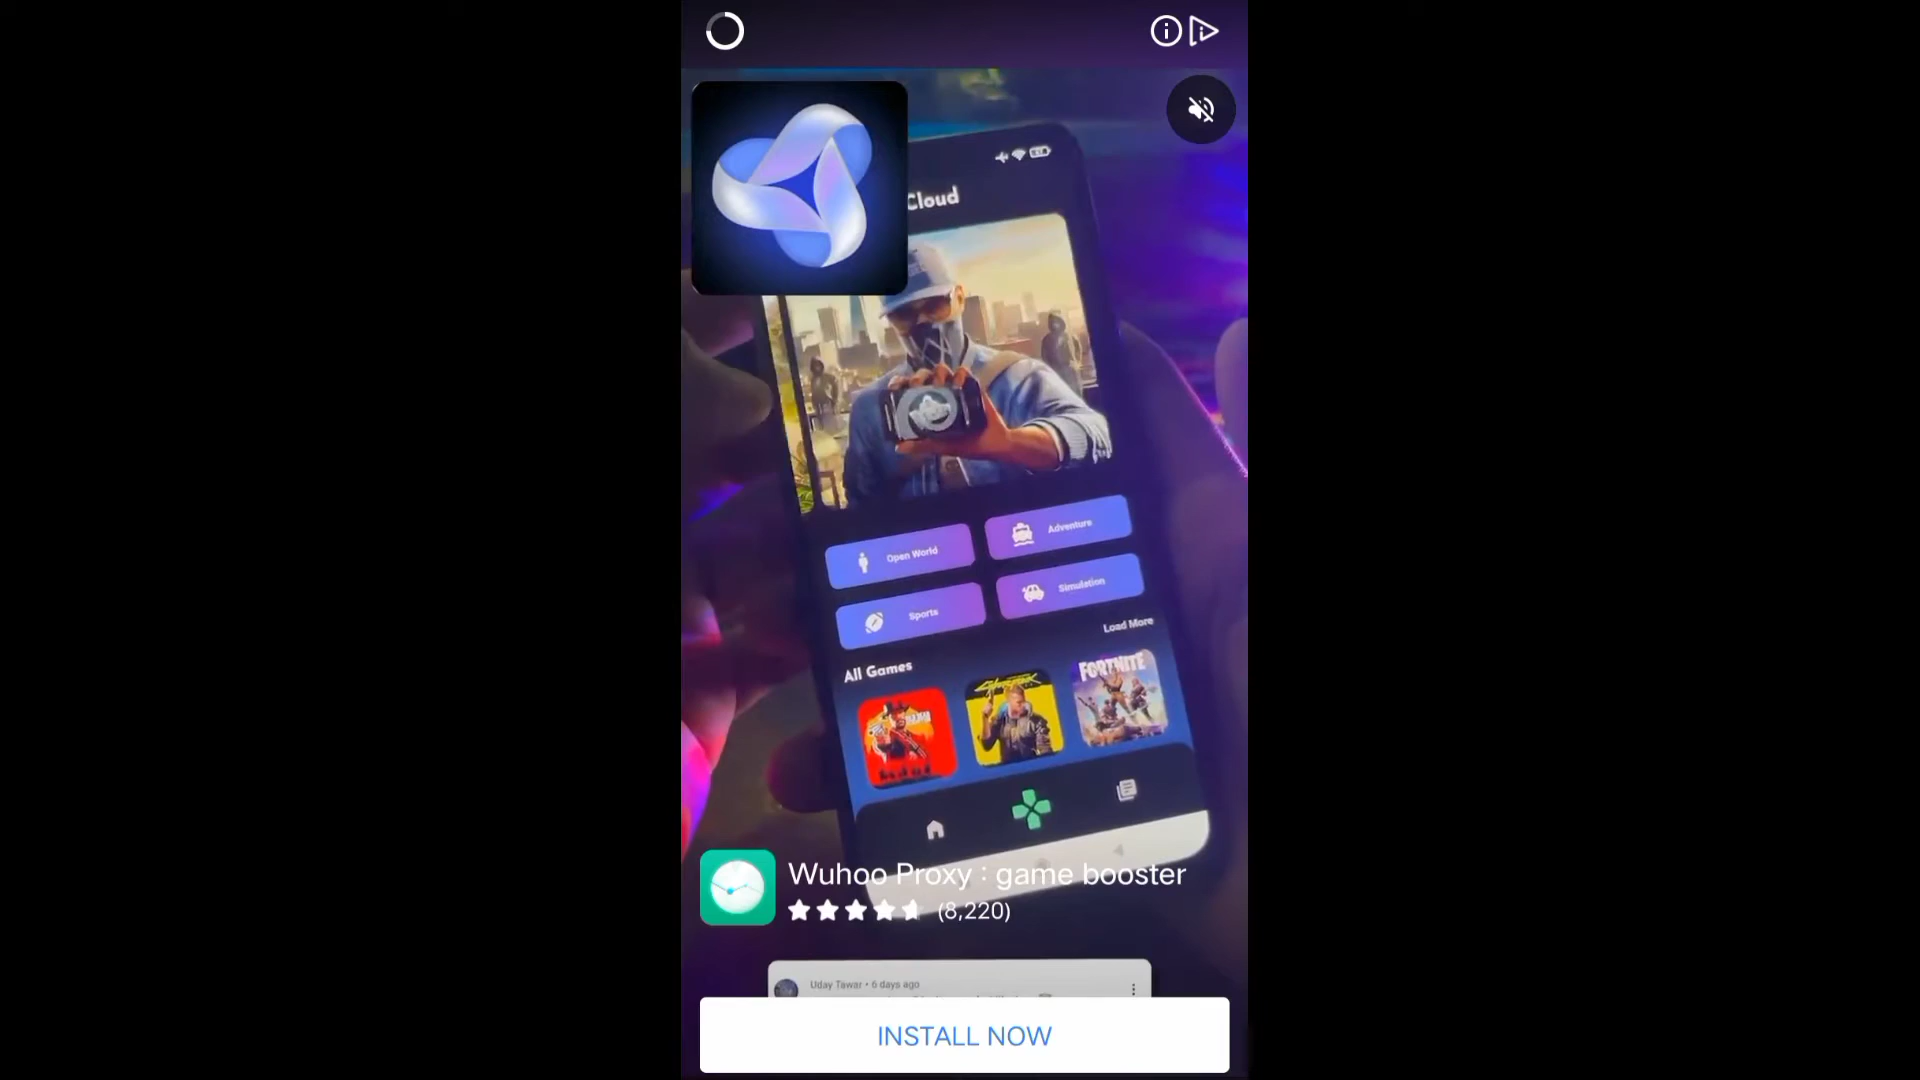 Cloud
Open World
Adventure
Sports
Simulation
Load More
All Games
FORTNITE
Wuhoo Proxy : game booster
(8,220)
Uday Tawar • 6 days ago
INSTALL NOW